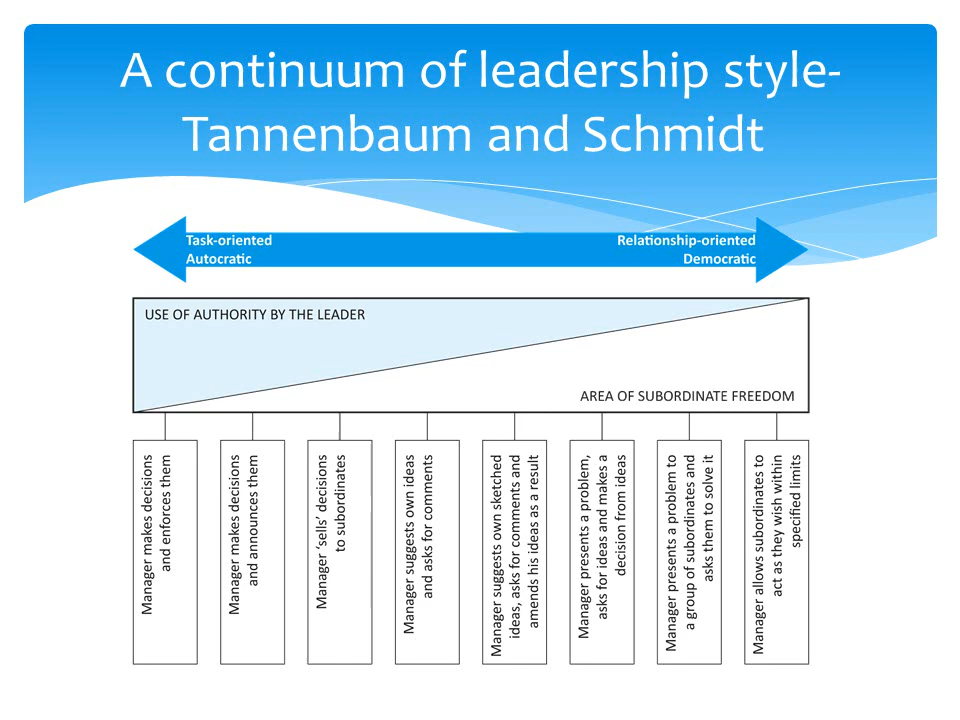 A continuum of leadership style-
Tannenbaum and Schmidt
Task-oriented
Autocratic
Relationship-oriented
Democratic
USE OF AUTHORITY BY THE LEADER
AREA OF SUBORDINATE FREEDOM
Manager makes decisions
and enforces them
Manager makes decisions
and announces them
Manager ‘sells’ decisions
to subordinates
Manager suggests own ideas
and asks for comments
Manager suggests own sketched
ideas, asks for comments and
amends his ideas as a result
Manager presents a problem,
asks for ideas and makes a
decision from ideas
Manager presents a problem to
a group of subordinates and
asks them to solve it
Manager allows subordinates to
act as they wish within
specified limits